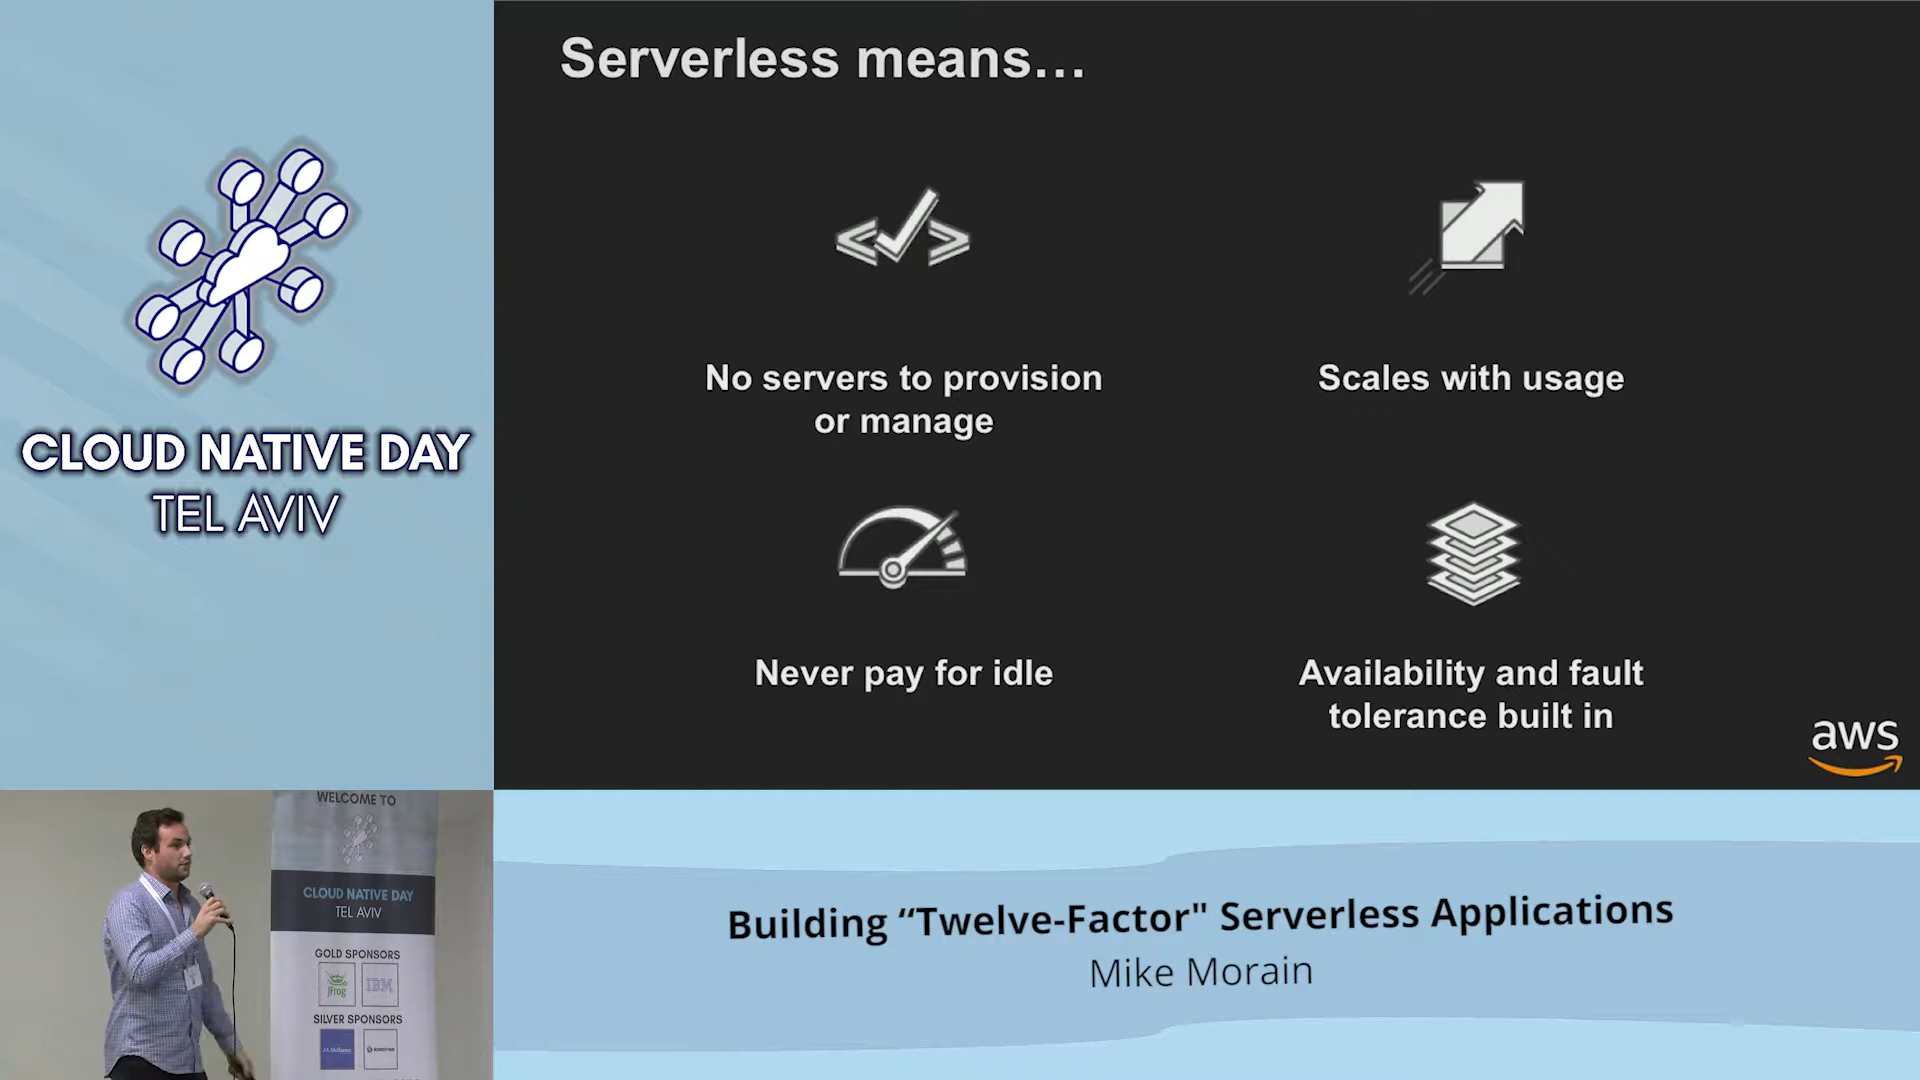 Serverless means…
No servers to provision
or manage
Scales with usage
Never pay for idle
Availability and fault
tolerance built in
aws
CLOUD NATIVE DAY
TEL AVIV
WELCOME TO
CLOUD NATIVE DAY
TEL AVIV
GOLD SPONSORS
JFrog
IBM
SILVER SPONSORS
Building “Twelve-Factor" Serverless Applications
Mike Morain